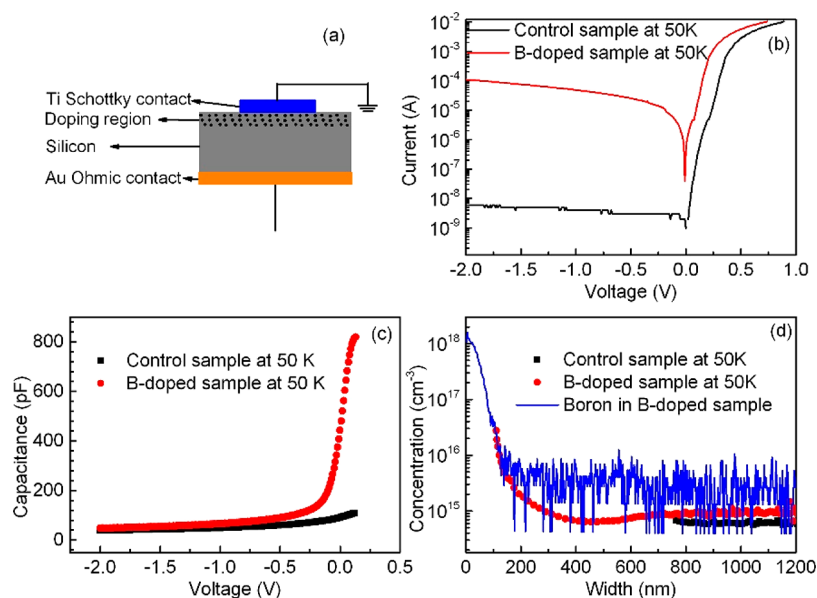 (a)
Ti Schottky contact
Doping region
Silicon
Au Ohmic contact
(b)
Control sample at 50K
B-doped sample at 50K
Current (A)
10⁻²
10⁻³
10⁻⁴
10⁻⁵
10⁻⁶
10⁻⁷
10⁻⁸
10⁻⁹
-2.0 -1.5 -1.0 -0.5 0.0 0.5 1.0
Voltage (V)
(c)
Control sample at 50 K
B-doped sample at 50 K
Capacitance (pF)
800
600
400
200
0
-2.0 -1.5 -1.0 -0.5 0.0 0.5
Voltage (V)
(d)
Control sample at 50K
B-doped sample at 50K
Boron in B-doped sample
Concentration (cm⁻³)
10¹⁸
10¹⁷
10¹⁶
10¹⁵
0 200 400 600 800 1000 1200
Width (nm)